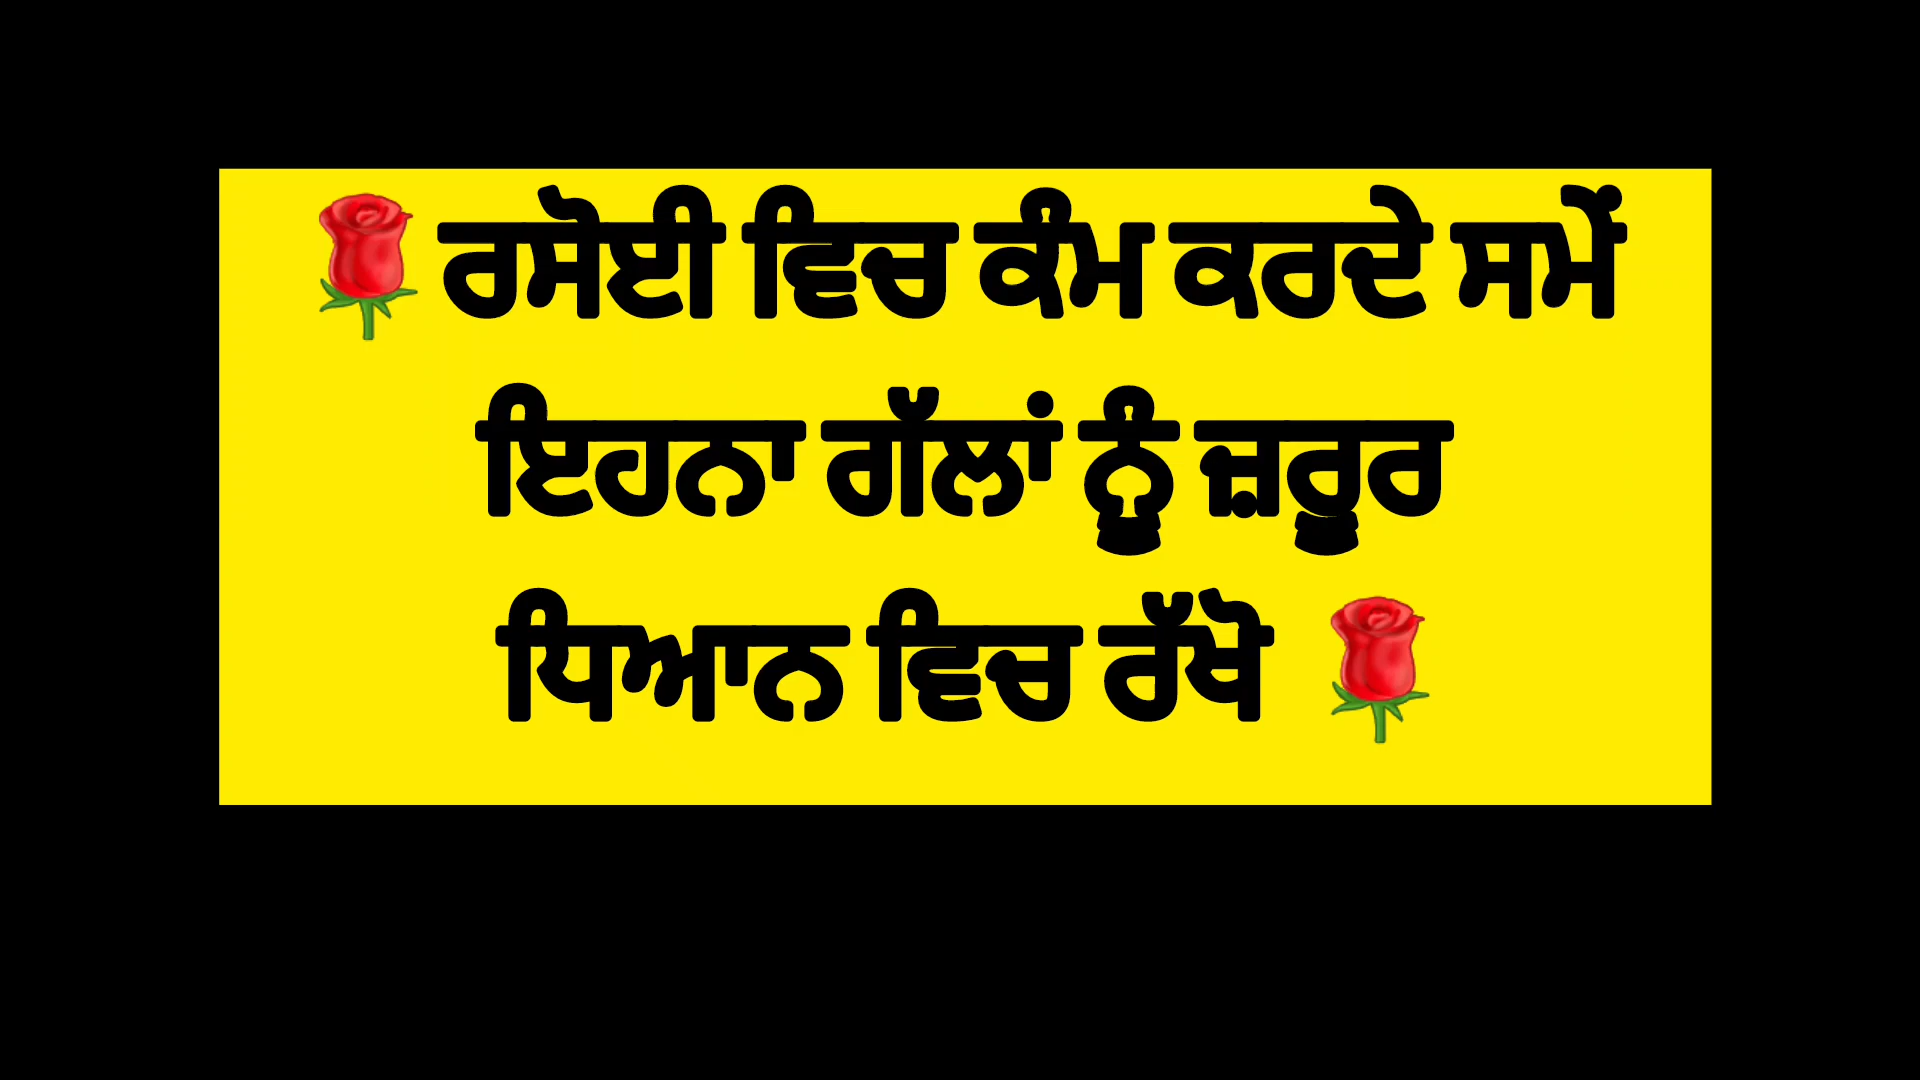 🌹ਰਸੋਈ ਵਿਚ ਕੰਮ ਕਰਦੇ ਸਮੇਂ
ਇਹਨਾ ਗੱਲਾਂ ਨੂੰ ਜ਼ਰੂਰ
ਧਿਆਨ ਵਿਚ ਰੱਖੋ 🌹